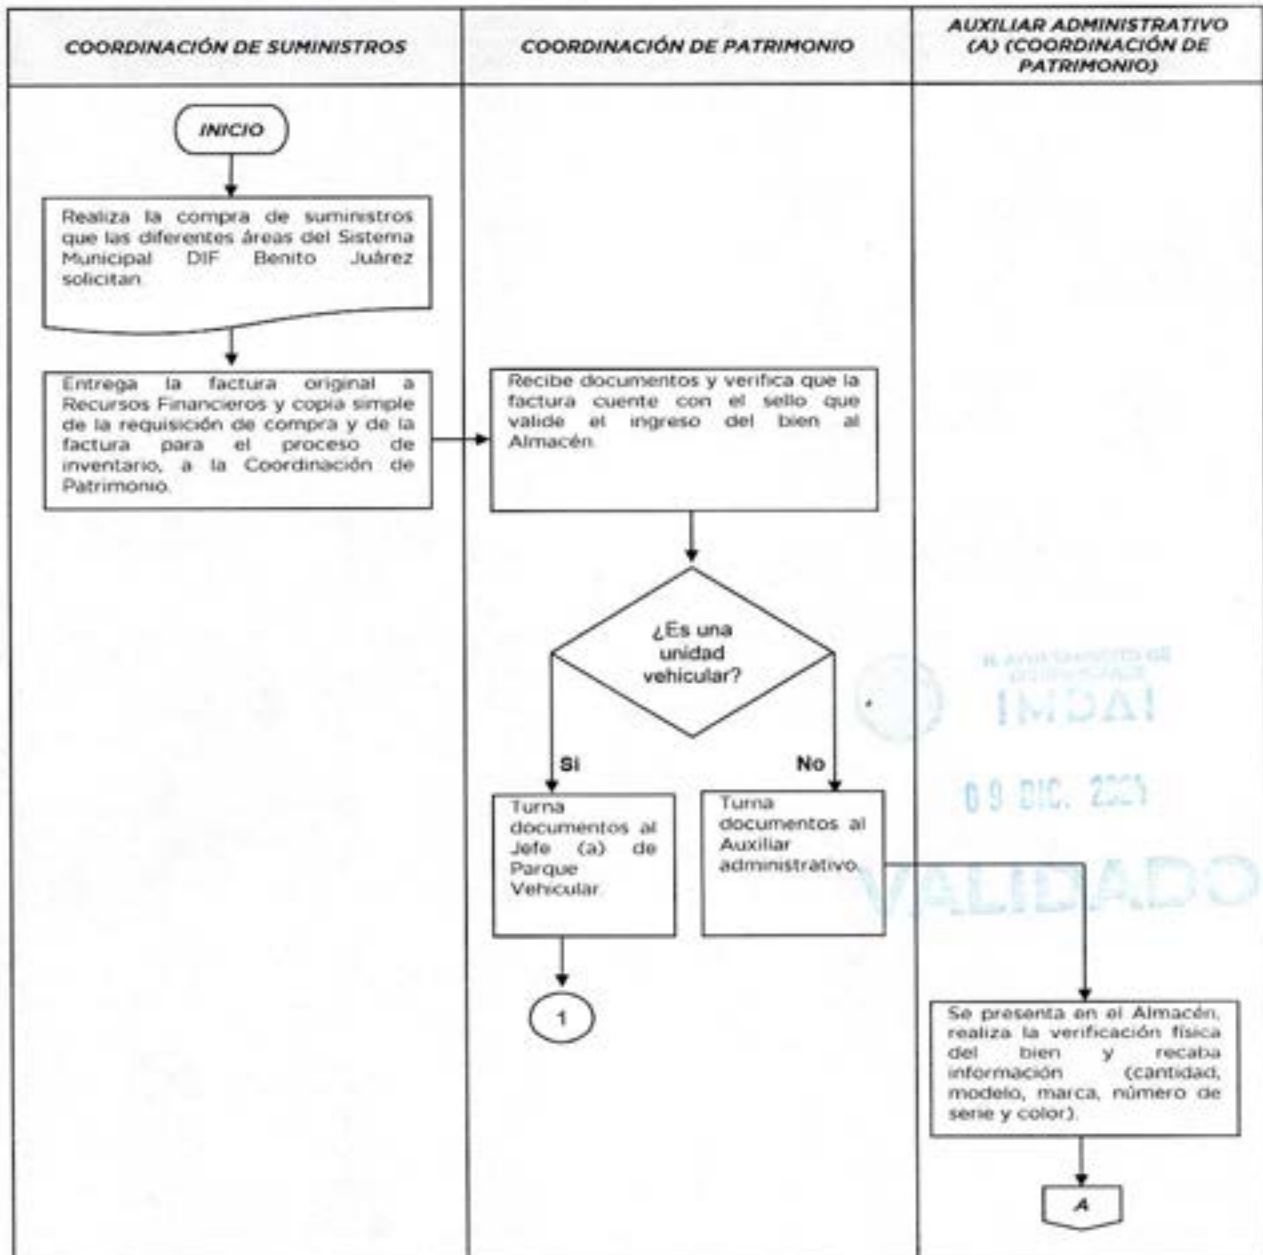 COORDINACIÓN DE SUMINISTROS
COORDINACIÓN DE PATRIMONIO
AUXILIAR ADMINISTRATIVO
(A) (COORDINACIÓN DE
PATRIMONIO)
INICIO
Realiza la compra de suministros
que las diferentes áreas del Sistema
Municipal DIF Benito Juárez
solicitan.
Entrega la factura original a
Recursos Financieros y copia simple
de la requisición de compra y de la
factura para el proceso de
inventario, a la Coordinación de
Patrimonio.
Recibe documentos y verifica que la
factura cuente con el sello que
valide el ingreso del bien al
Almacén.
¿Es una
unidad
vehicular?
Si
No
Turna
documentos al
Jefe (a) de
Parque
Vehicular.
Turna
documentos al
Auxiliar
administrativo.
09 DIC.
VALIDADO
1
Se presenta en el Almacén,
realiza la verificación física
del bien y recaba
información (cantidad,
modelo, marca, número de
serie y color).
A